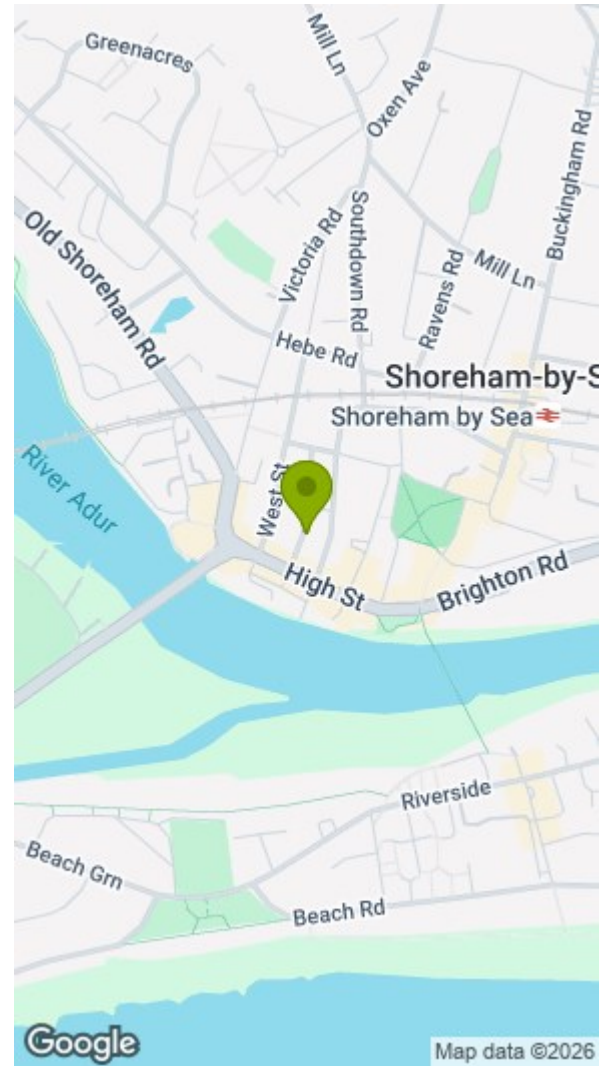 Greenacres
Mill Ln
Oxen Ave
Buckingham Rd
Old Shoreham Rd
Victoria Rd
Southdown Rd
Ravens Rd
Mill Ln
Hebe Rd
Shoreham-by-S
Shoreham by Sea
River Adur
West St
High St
Brighton Rd
Riverside
Beach Grn
Beach Rd
Google
Map data ©2026